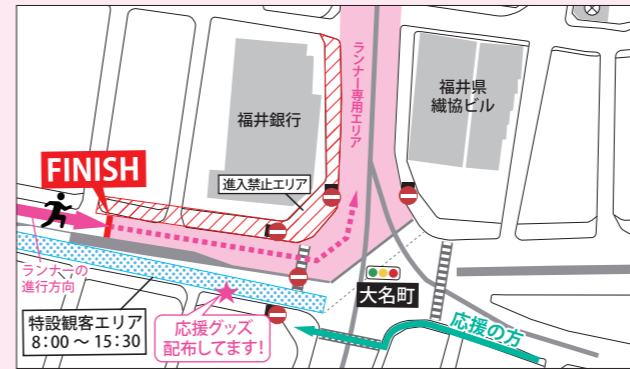 ランナー専用エリア
福井県
繊協ビル
福井銀行
FINISH
進入禁止エリア
ランナーの
進行方向
大名町
特設観客エリア
8:00 ～ 15:30
応援グッズ
配布してます!
応援の方